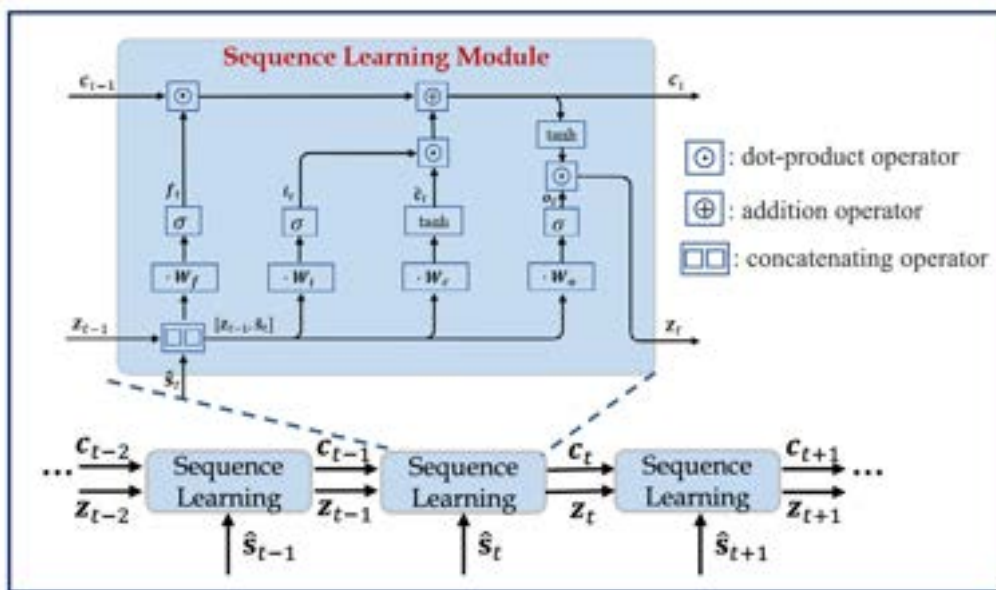 Sequence Learning Module
c_{t-1}
c_t
⊙
⊕
tanh
⊙
⊙
f_t
i_t
c̃_t
o_t
σ
σ
tanh
σ
· W_f
· W_i
· W_c
· W_o
z_{t-1}
[z_{t-1}, ŝ_t]
z_t
ŝ_t
⊙ : dot-product operator
⊕ : addition operator
: concatenating operator
... c_{t-2} Sequence c_{t-1} Sequence c_t Sequence c_{t+1} ...
z_{t-2} Learning z_{t-1} Learning z_t Learning z_{t+1}
ŝ_{t-1} ŝ_t ŝ_{t+1}